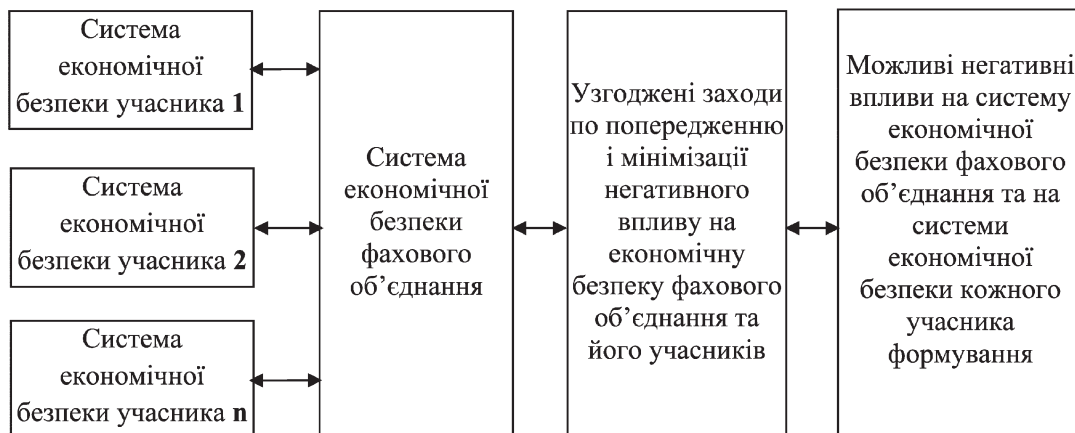 Система
економічної
безпеки учасника 1
Система
економічної
безпеки учасника 2
Система
економічної
безпеки учасника n
Система
економічної
безпеки
фахового
об’єднання
Узгоджені заходи
по попередженню
і мінімізації
негативного
впливу на
економічну
безпеку фахового
об’єднання та
його учасників
Можливі негативні
впливи на систему
економічної
безпеки фахового
об’єднання та на
системи
економічної
безпеки кожного
учасника
формування